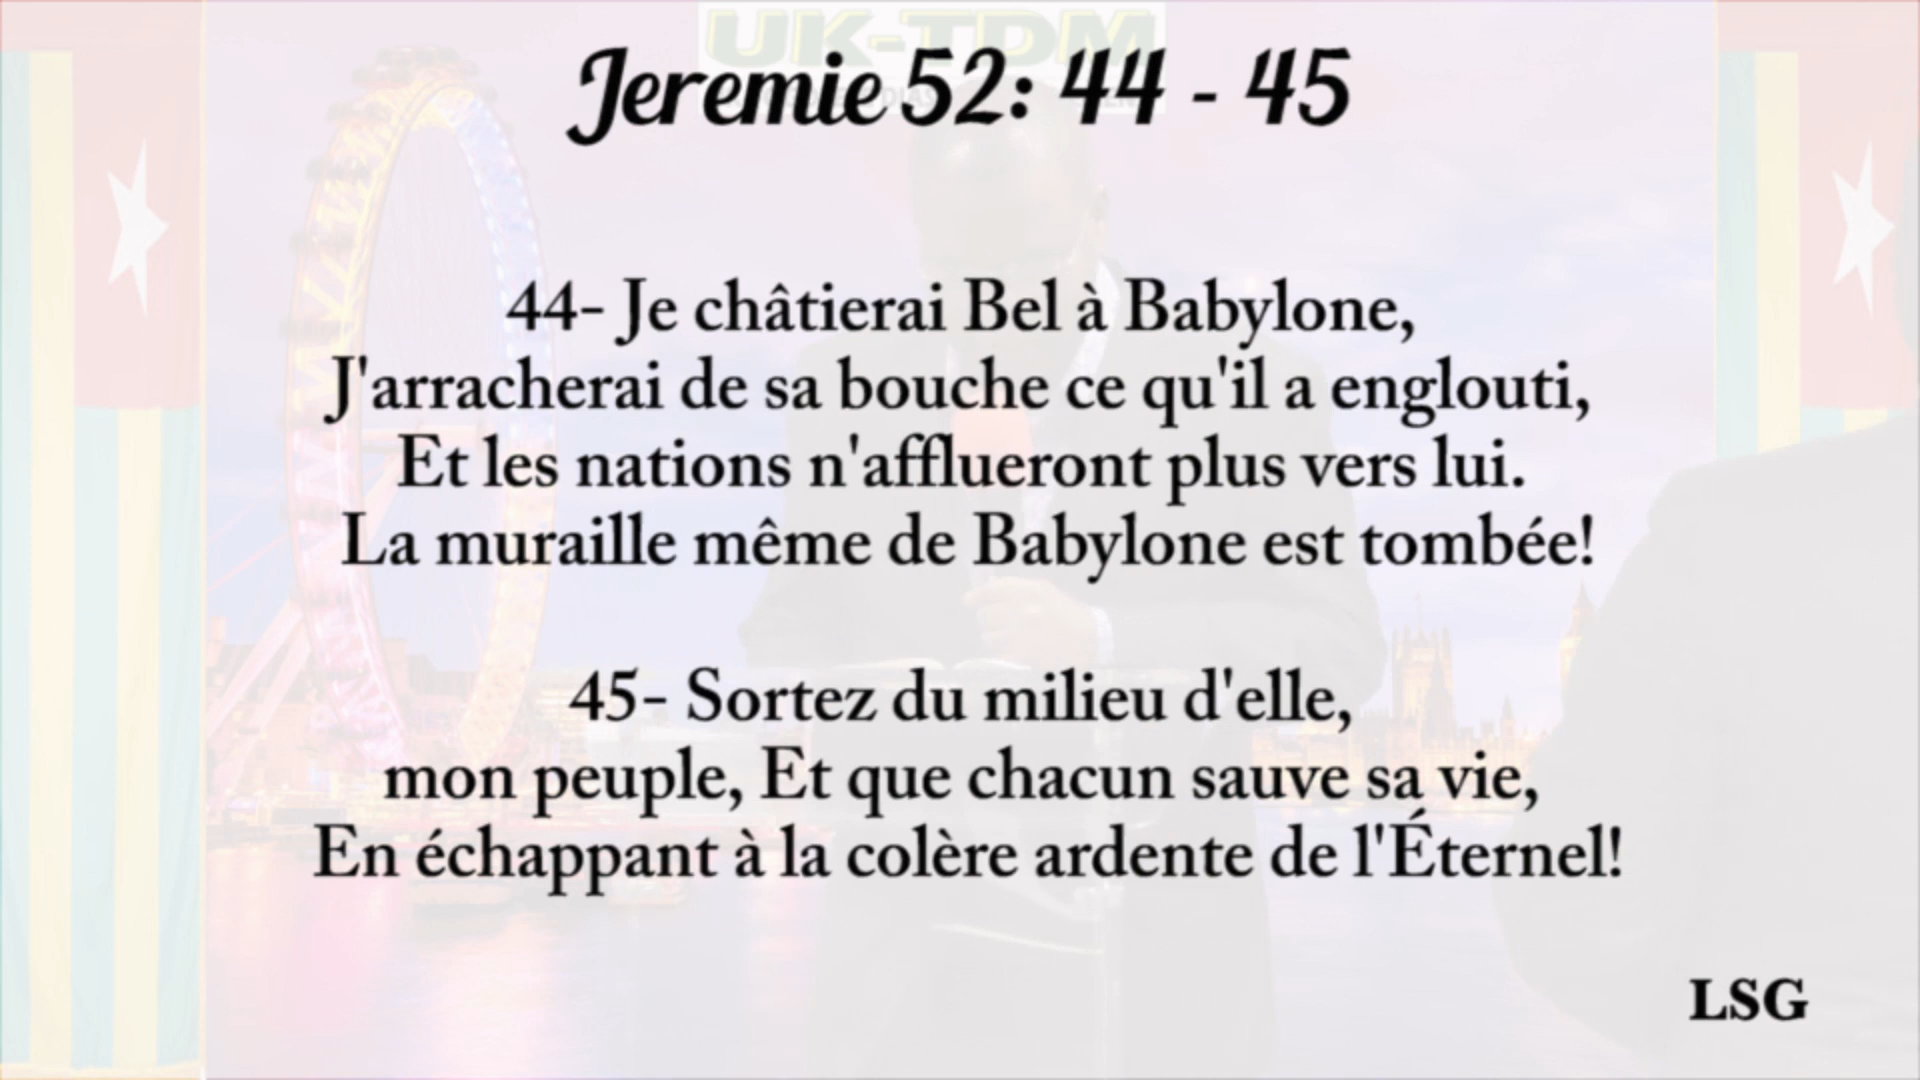 UK-TDM
Jeremie 52: 44 - 45
44- Je châtierai Bel à Babylone,
J'arracherai de sa bouche ce qu'il a englouti,
Et les nations n'afflueront plus vers lui.
La muraille même de Babylone est tombée!
45- Sortez du milieu d'elle,
mon peuple, Et que chacun sauve sa vie,
En échappant à la colère ardente de l'Éternel!
LSG